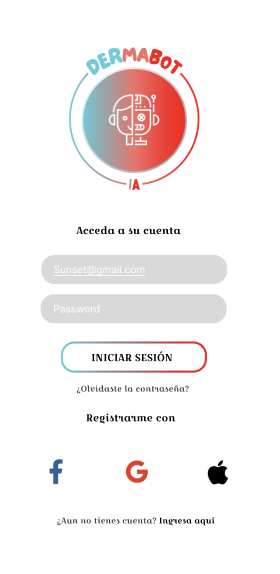 DERMABOT
IA
Acceda a su cuenta
Sunset@gmail.com
Password
INICIAR SESIÓN
¿Olvidaste la contraseña?
Registrarme con
¿Aun no tienes cuenta? Ingresa aqui